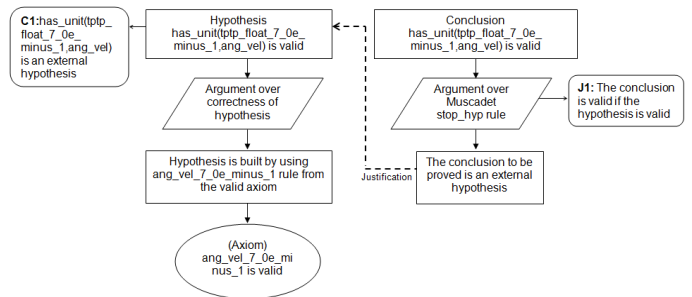 C1:has_unit(tptp_
float_7_0e_
minus_1,ang_vel)
is an external
hypothesis
Hypothesis
has_unit(tptp_float_7_0e_
minus_1,ang_vel) is valid
Conclusion
has_unit(tptp_float_7_0e_
minus_1,ang_vel) is valid
Argument over
correctness of
hypothesis
Argument over
Muscadet
stop_hyp rule
J1: The conclusion
is valid if the
hypothesis is valid
Hypothesis is built by using
ang_vel_7_0e_minus_1 rule from
the valid axiom
Justification
The conclusion to be
proved is an external
hypothesis
(Axiom)
ang_vel_7_0e_mi
nus_1 is valid